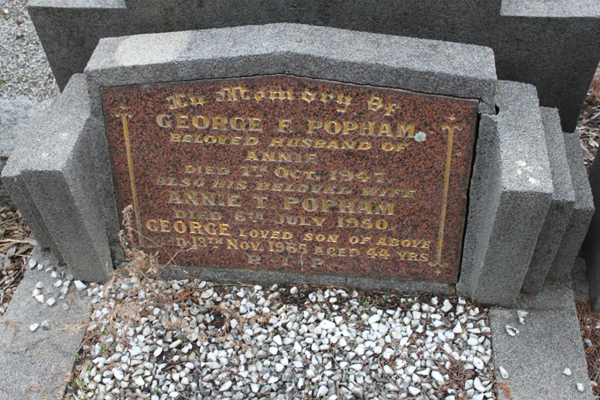 In Memory Of
GEORGE F. POPHAM
BELOVED HUSBAND OF
ANNIE
DIED 1ST OCT. 1947.
ALSO HIS BELOVED WIFE
ANNIE T. POPHAM
DIED 6TH JULY 1950.
GEORGE LOVED SON OF ABOVE
DIED 13TH NOV. 1965 AGED 44 YRS.
R.I.P.